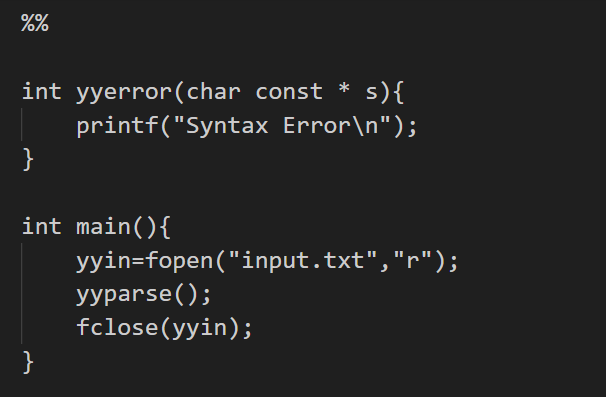 %%
int yyerror(char const * s){
    printf("Syntax Error\n");
}
int main(){
    yyin=fopen("input.txt","r");
    yyparse();
    fclose(yyin);
}